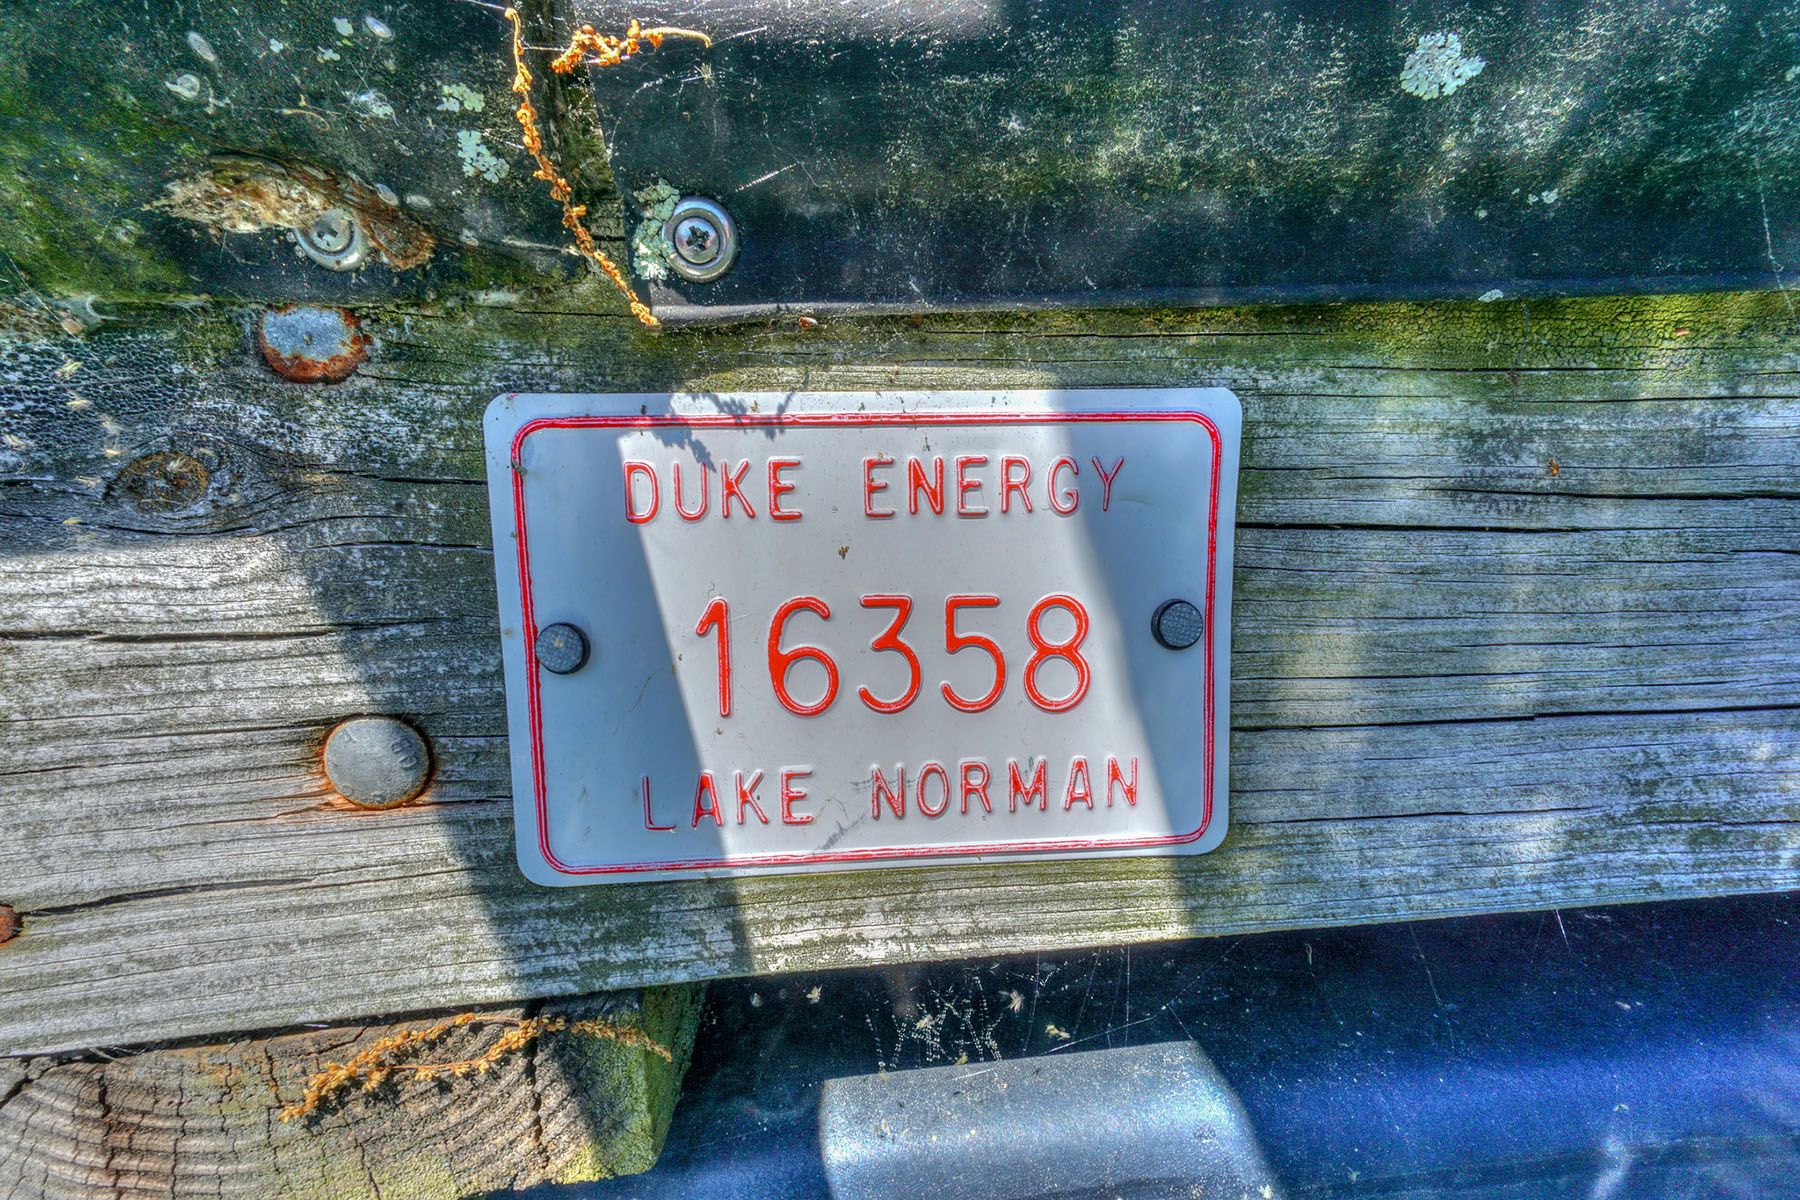 DUKE ENERGY
16358
LAKE NORMAN